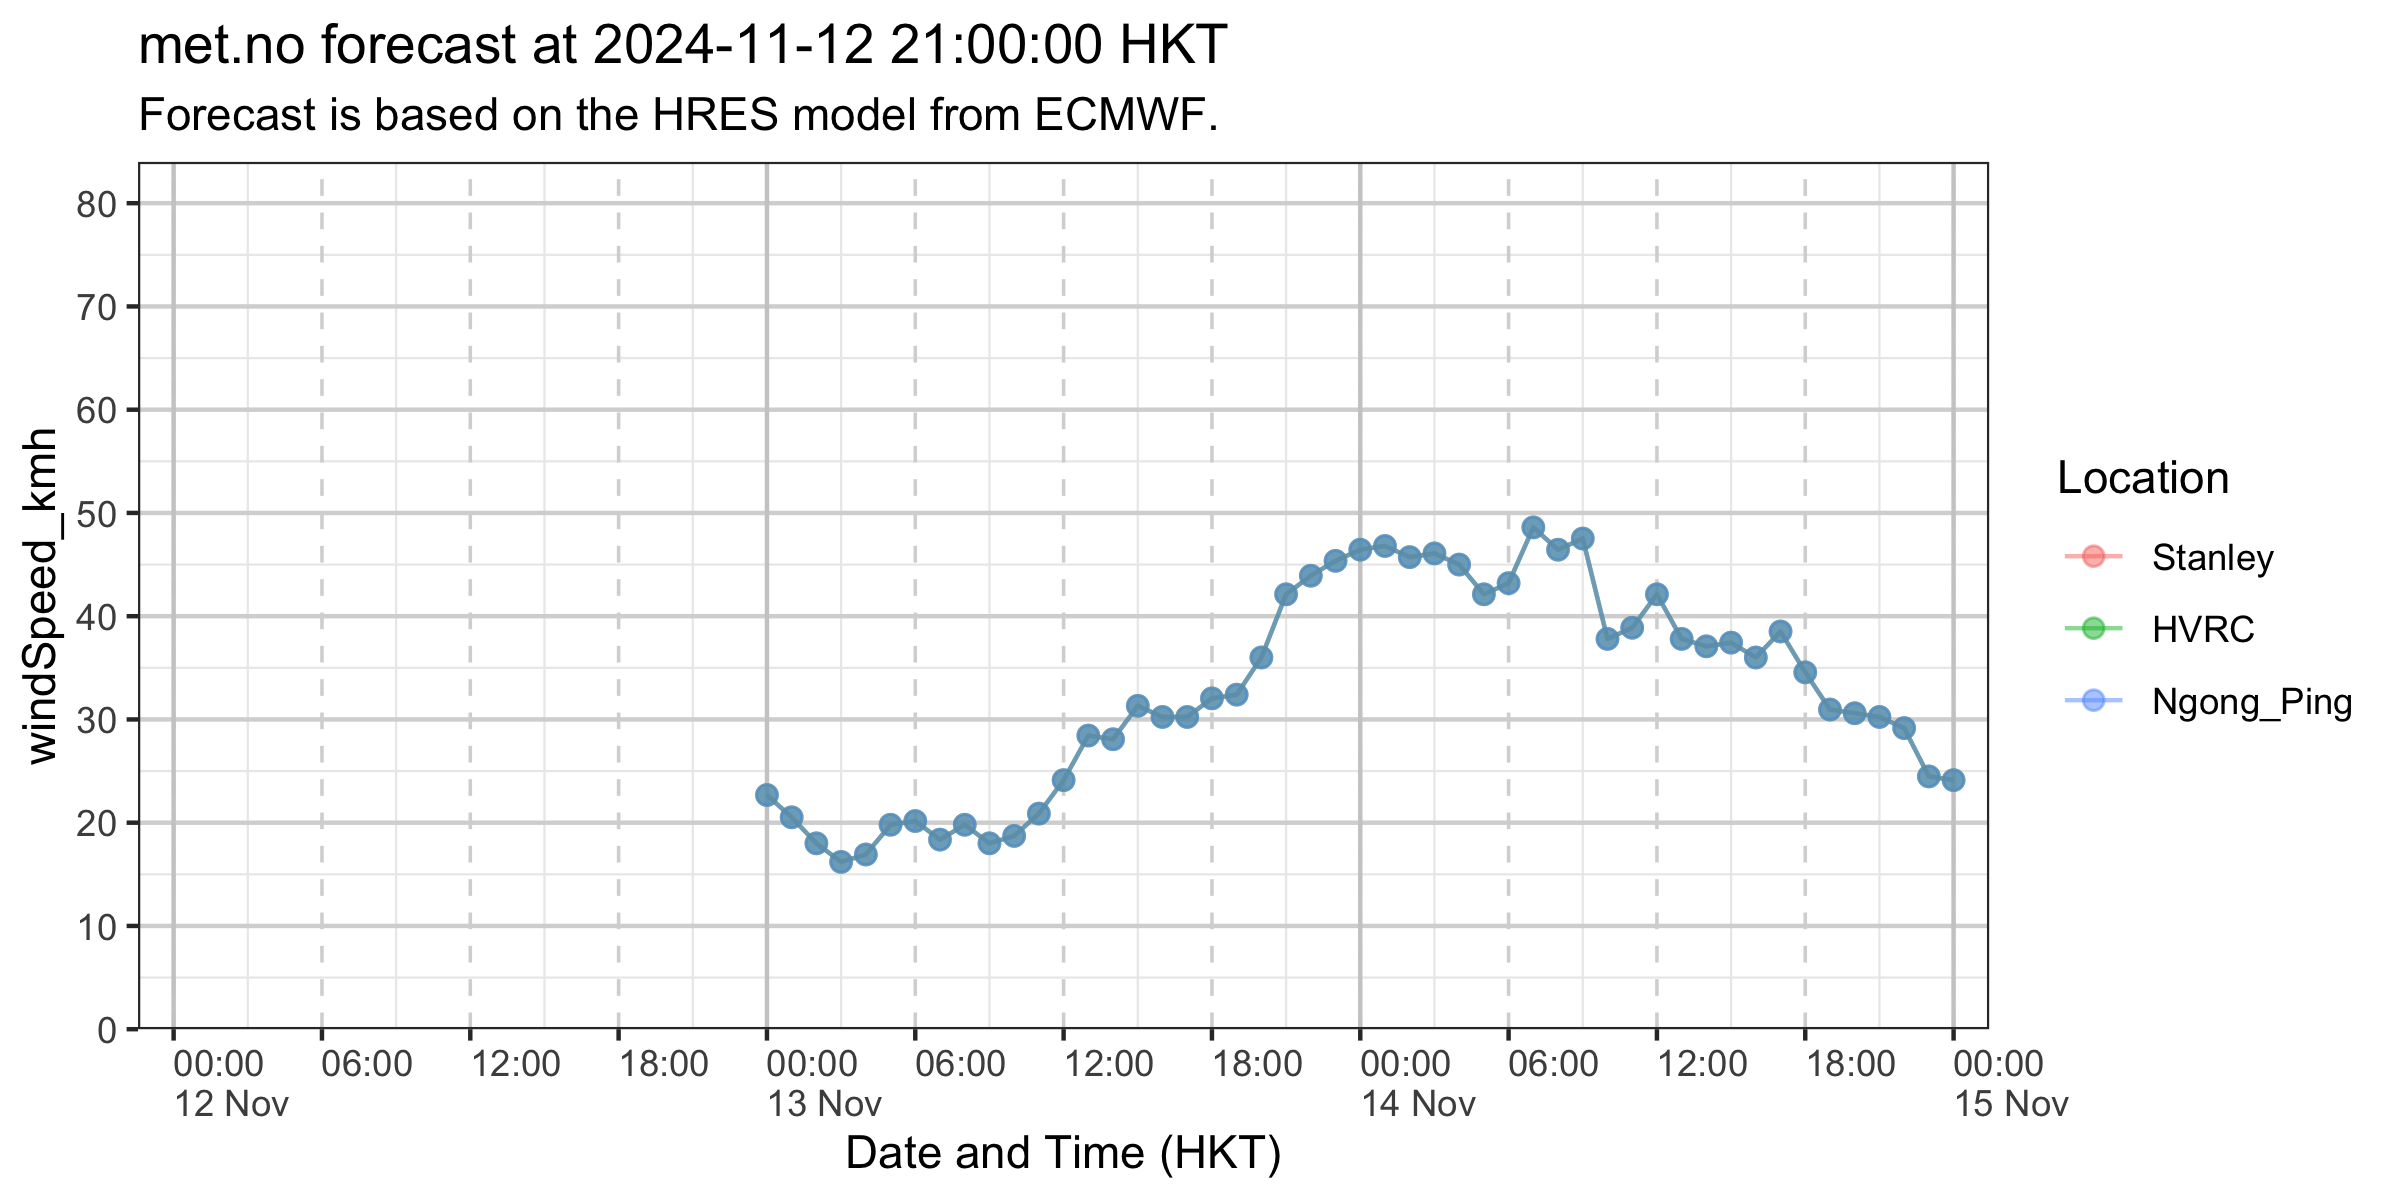 met.no forecast at 2024-11-12 21:00:00 HKT
Forecast is based on the HRES model from ECMWF.
windSpeed_kmh
80
70
60
50
40
30
20
10
0
00:00 06:00 12:00 18:00 00:00 06:00 12:00 18:00 00:00 06:00 12:00 18:00 00:00
12 Nov 13 Nov 14 Nov 15 Nov
Date and Time (HKT)
Location
Stanley
HVRC
Ngong_Ping